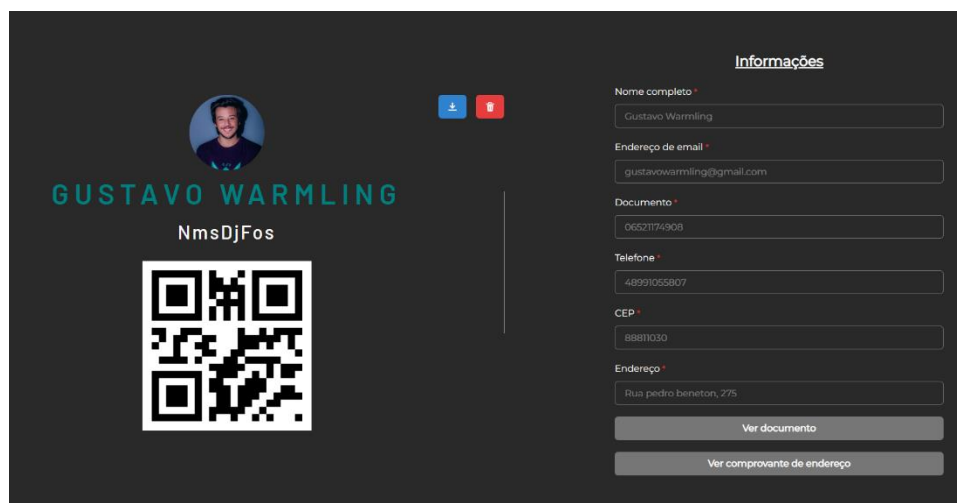 GUSTAVO WARMLING
NmsDjFos
Informações
Nome completo *
Gustavo Warmling
Endereço de email *
gustavowarmling@gmail.com
Documento *
06521174908
Telefone *
48991055807
CEP *
88811030
Endereço *
Rua pedro beneton, 275
Ver documento
Ver comprovante de endereço